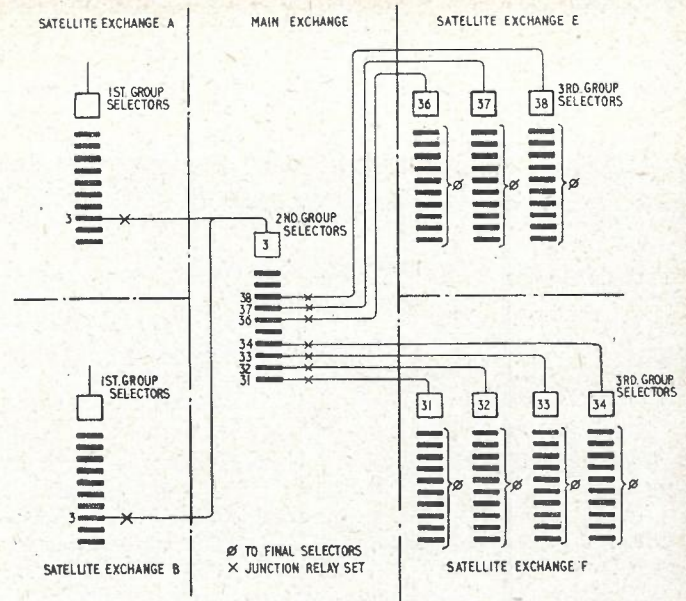 SATELLITE EXCHANGE A
MAIN EXCHANGE
SATELLITE EXCHANGE E
1ST. GROUP
SELECTORS
3
2ND. GROUP
SELECTORS
3
38
37
36
34
33
32
31
36
37
38
3RD. GROUP
SELECTORS
Ø
Ø
Ø
1ST. GROUP
SELECTORS
3
31
32
33
34
3RD. GROUP
SELECTORS
Ø
Ø
Ø
Ø
Ø TO FINAL SELECTORS
X JUNCTION RELAY SET
SATELLITE EXCHANGE B
SATELLITE EXCHANGE F